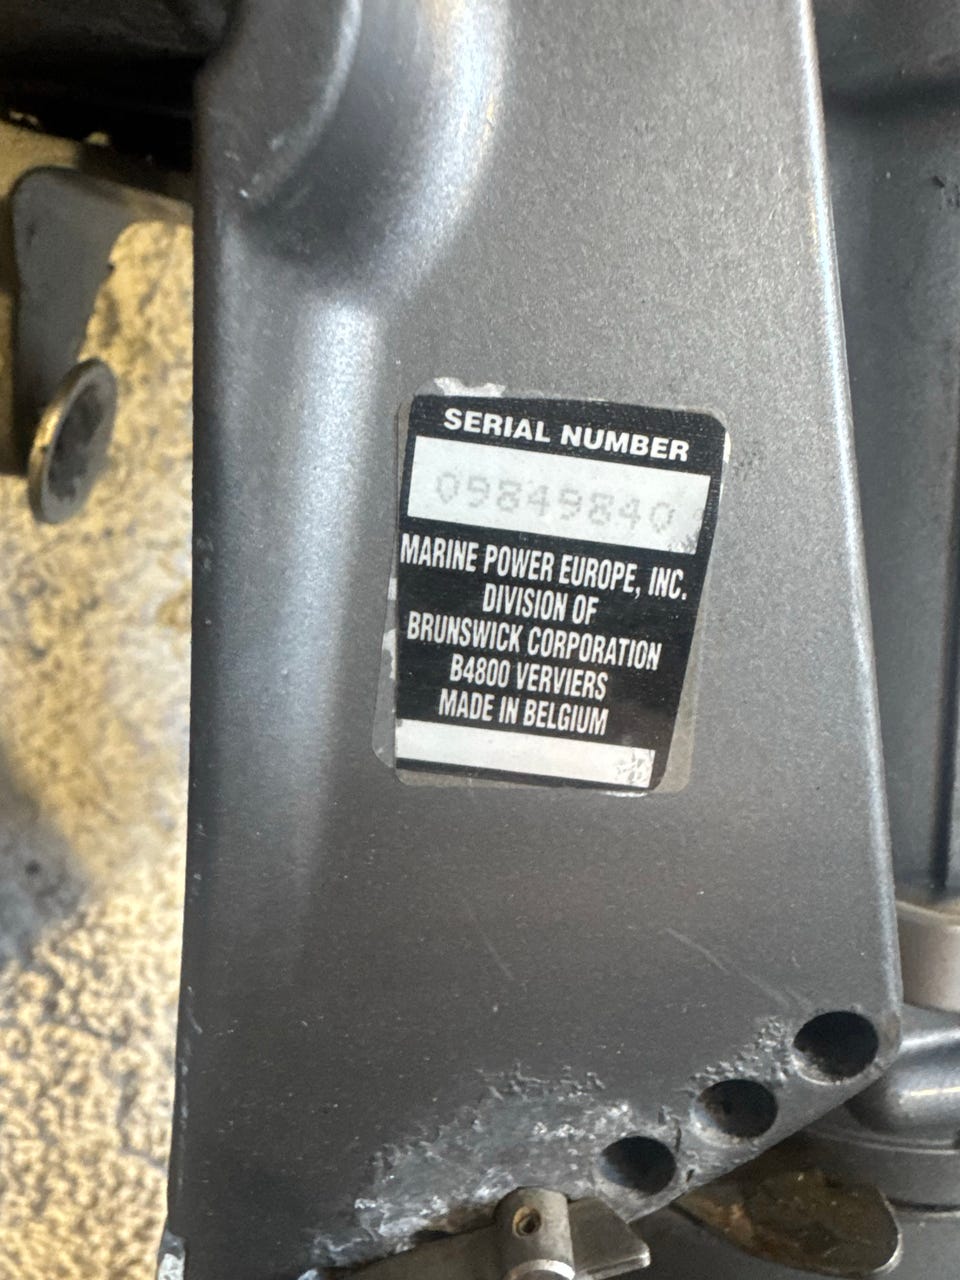 SERIAL NUMBER
09849840
MARINE POWER EUROPE, INC.
DIVISION OF
BRUNSWICK CORPORATION
B4800 VERVIERS
MADE IN BELGIUM